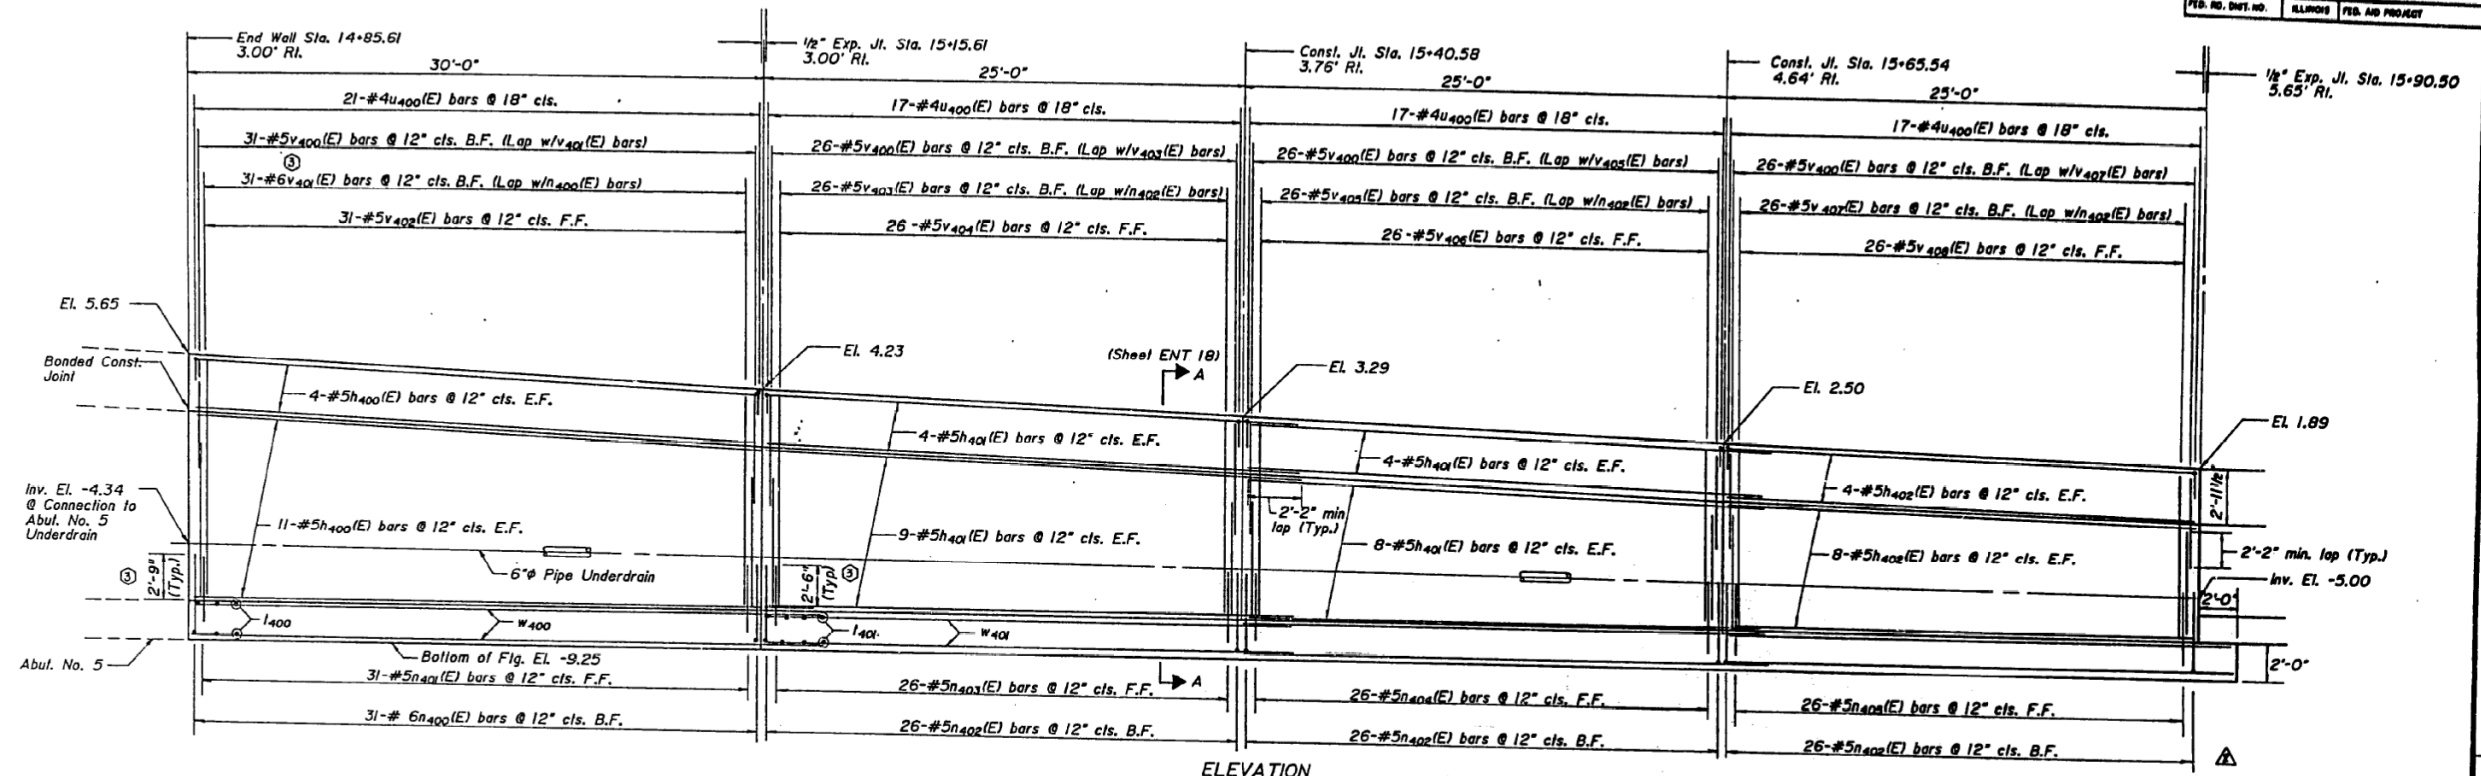 FED. RD. DIST. NO.
ILLINOIS
FED. AID PROJECT
End Wall Sta. 14+85.61
3.00' Rt.
1/2" Exp. Jt. Sta. 15+15.61
3.00' Rt.
Const. Jt. Sta. 15+40.58
3.76' Rt.
Const. Jt. Sta. 15+65.54
4.64' Rt.
1/2" Exp. Jt. Sta. 15+90.50
5.65' Rt.
30'-0"
25'-0"
25'-0"
25'-0"
21-#4u400(E) bars @ 18" cts.
17-#4u400(E) bars @ 18" cts.
17-#4u400(E) bars @ 18" cts.
17-#4u400(E) bars @ 18" cts.
31-#5v400(E) bars @ 12" cts. B.F. (Lap w/v401(E) bars)
26-#5v400(E) bars @ 12" cts. B.F. (Lap w/v403(E) bars)
26-#5v400(E) bars @ 12" cts. B.F. (Lap w/v405(E) bars)
26-#5v400(E) bars @ 12" cts. B.F. (Lap w/v407(E) bars)
3
31-#6v401(E) bars @ 12" cts. B.F. (Lap w/n400(E) bars)
26-#5v403(E) bars @ 12" cts. B.F. (Lap w/n402(E) bars)
26-#5v405(E) bars @ 12" cts. B.F. (Lap w/n402(E) bars)
26-#5v407(E) bars @ 12" cts. B.F. (Lap w/n402(E) bars)
31-#5v402(E) bars @ 12" cts. F.F.
26-#5v404(E) bars @ 12" cts. F.F.
26-#5v406(E) bars @ 12" cts. F.F.
26-#5v408(E) bars @ 12" cts. F.F.
El. 5.65
El. 4.23
(Sheet ENT 18)
A
El. 3.29
El. 2.50
El. 1.89
Bonded Const.
Joint
4-#5h400(E) bars @ 12" cts. E.F.
4-#5h401(E) bars @ 12" cts. E.F.
4-#5h401(E) bars @ 12" cts. E.F.
4-#5h402(E) bars @ 12" cts. E.F.
2'-11 1/2"
Inv. El. -4.34
@ Connection to
Abut. No. 5
Underdrain
11-#5h400(E) bars @ 12" cts. E.F.
9-#5h401(E) bars @ 12" cts. E.F.
2'-2" min
lap (Typ.)
8-#5h401(E) bars @ 12" cts. E.F.
8-#5h402(E) bars @ 12" cts. E.F.
2'-2" min. lap (Typ.)
Inv. El. -5.00
3
2'-9"
(Typ.)
6"φ Pipe Underdrain
2'-6"
(Typ)
3
2'-0"
t400
w400
t401
w401
Abut. No. 5
Bottom of Ftg. El. -9.25
2'-0"
31-#5n401(E) bars @ 12" cts. F.F.
26-#5n403(E) bars @ 12" cts. F.F.
A
26-#5n404(E) bars @ 12" cts. F.F.
26-#5n405(E) bars @ 12" cts. F.F.
31-# 6n400(E) bars @ 12" cts. B.F.
26-#5n402(E) bars @ 12" cts. B.F.
26-#5n402(E) bars @ 12" cts. B.F.
26-#5n402(E) bars @ 12" cts. B.F.
ELEVATION